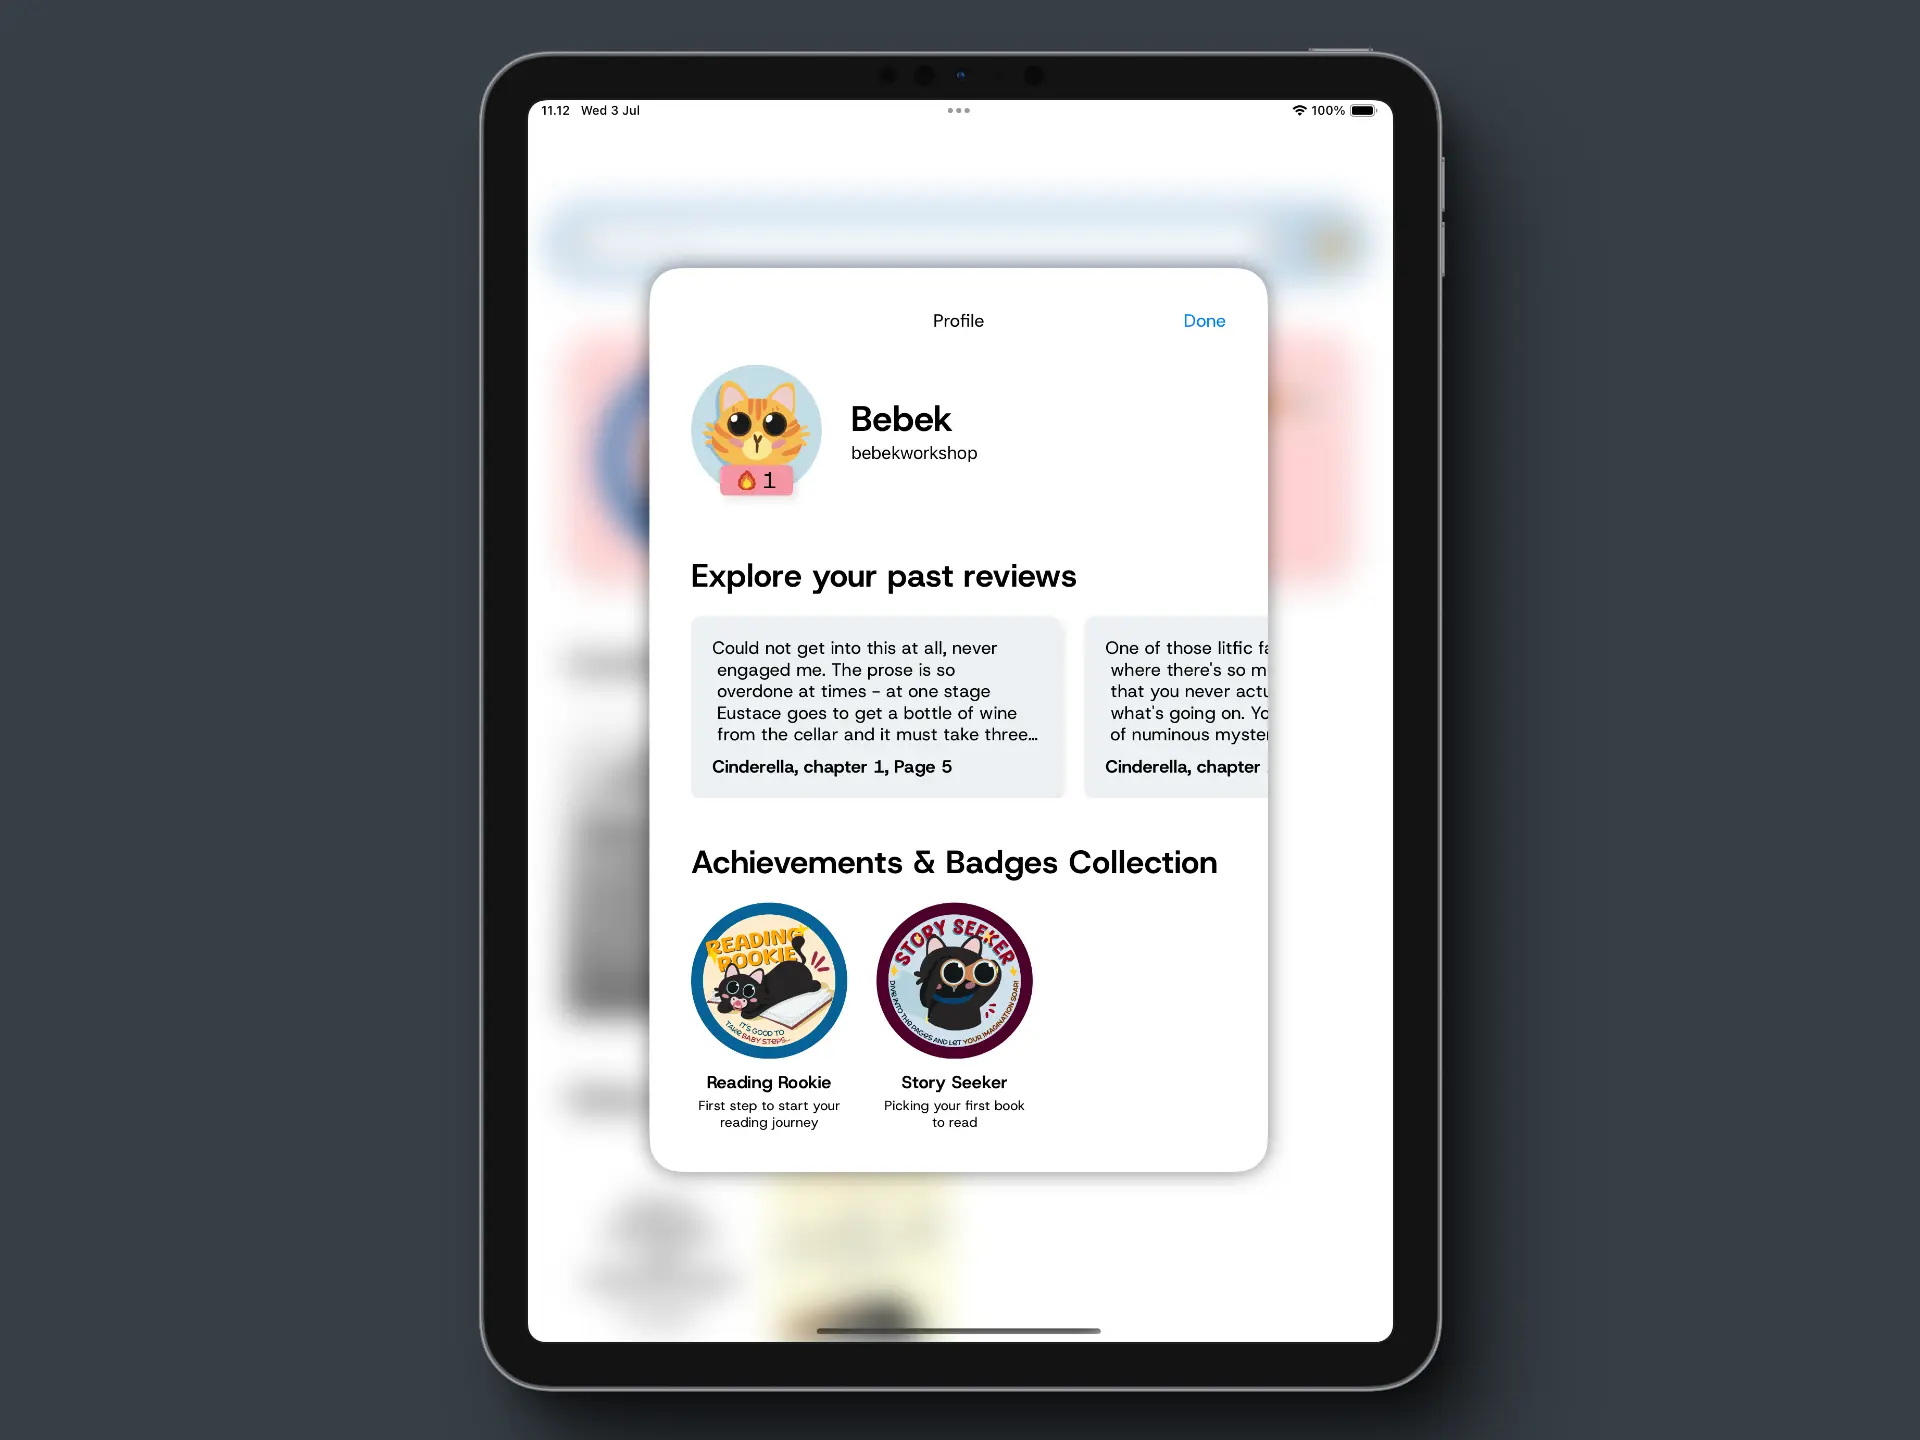 11.12 Wed 3 Jul
100%
Profile
Done
Bebek
bebekworkshop
1
Explore your past reviews
Could not get into this at all, never
engaged me. The prose is so
overdone at times - at one stage
Eustace goes to get a bottle of wine
from the cellar and it must take three...
Cinderella, chapter 1, Page 5
One of those litfic fa
where there's so m
that you never actu
what's going on. Yo
of numinous myster
Cinderella, chapter
Achievements & Badges Collection
READING
ROOKIE
IT'S GOOD TO
TAKE BABY STEPS...
STORY SEEKER
DIVE INTO THE PAGES AND LET YOUR IMAGINATION SOAR!
Reading Rookie
First step to start your
reading journey
Story Seeker
Picking your first book
to read